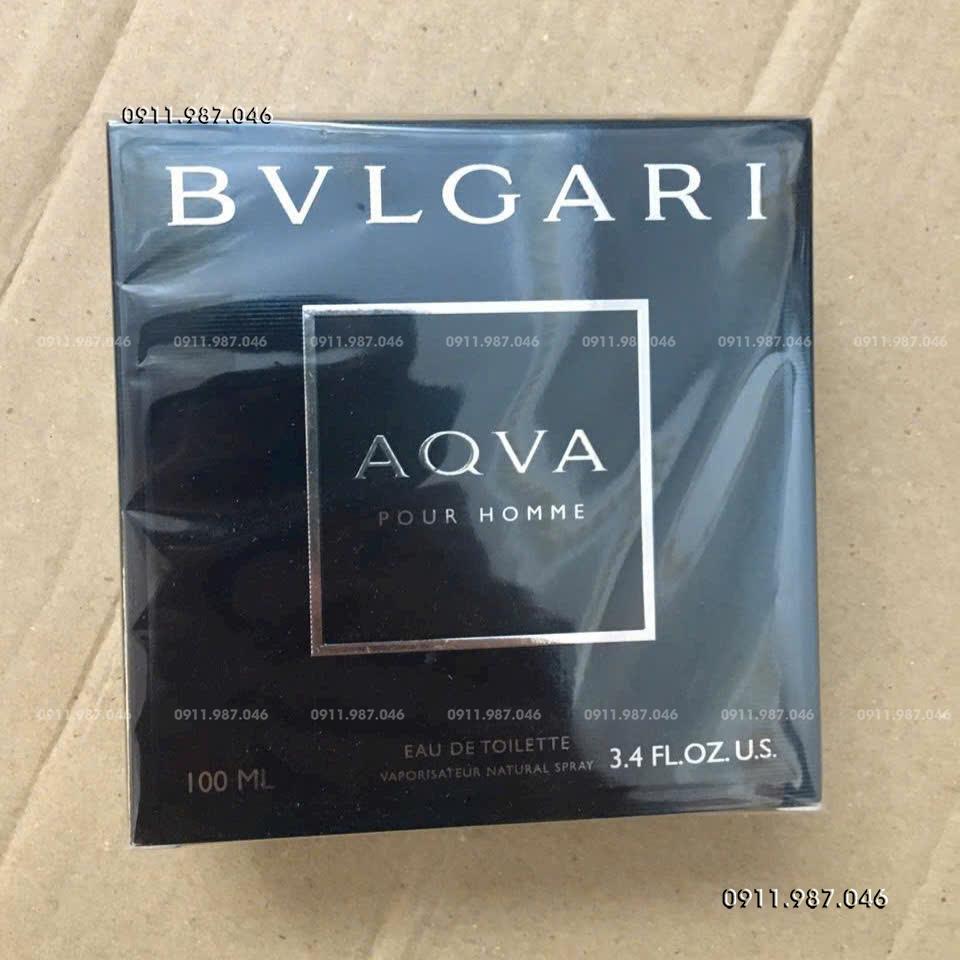 0911.987.046
BVLGARI
0911.987.046 0911.987.046 0911.987.046 0911.987.046 0911.987.046 0911.987.046 0911.987.046
AQVA
POUR HOMME
0911.987.046 0911.987.046 0911.987.046 0911.987.046 0911.987.046 0911.987.046 0911.987.046
EAU DE TOILETTE
100 ML VAPORISATEUR NATURAL SPRAY 3.4 FL.OZ. U.S.
0911.987.046